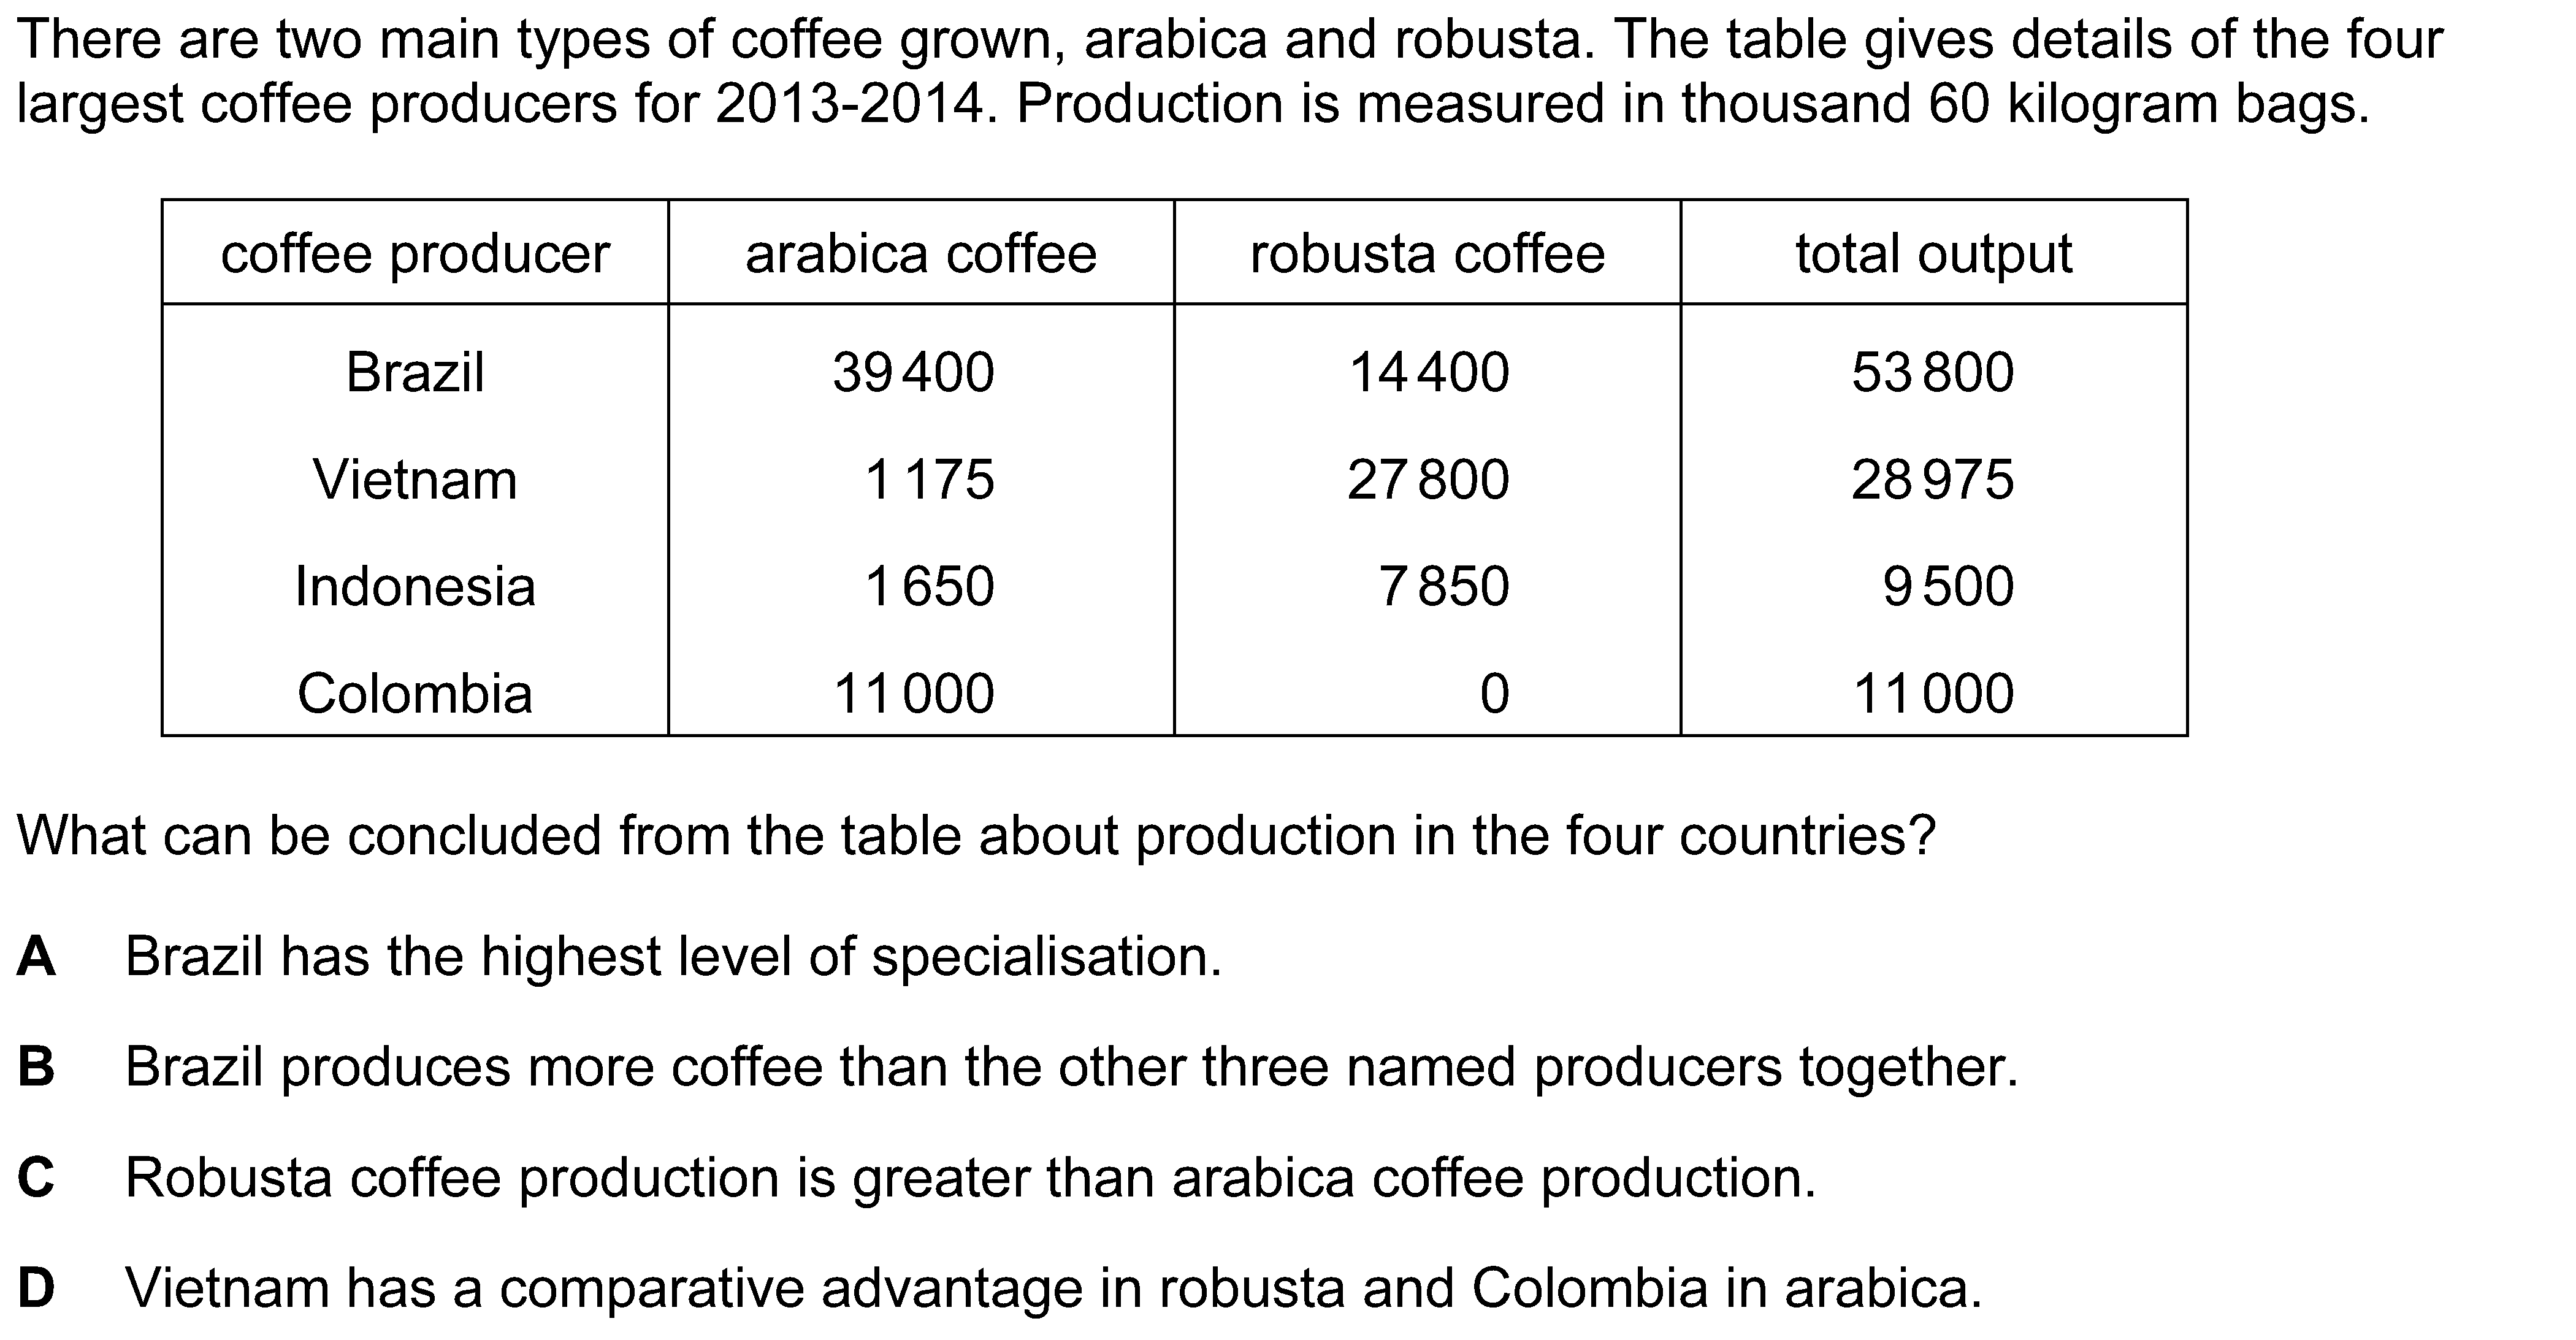 There are two main types of coffee grown, arabica and robusta. The table gives details of the four
largest coffee producers for 2013-2014. Production is measured in thousand 60 kilogram bags.
coffee producer arabica coffee robusta coffee total output
Brazil 39 400 14 400 53 800
Vietnam 1 175 27 800 28 975
Indonesia 1 650 7 850 9 500
Colombia 11 000 0 11 000
What can be concluded from the table about production in the four countries?
A Brazil has the highest level of specialisation.
B Brazil produces more coffee than the other three named producers together.
C Robusta coffee production is greater than arabica coffee production.
D Vietnam has a comparative advantage in robusta and Colombia in arabica.